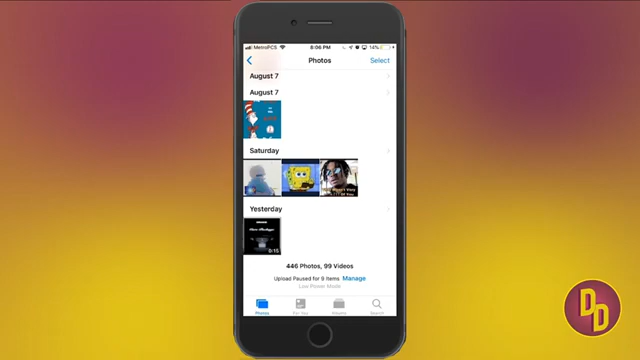 MetroPCS
8:06 PM
14%
Photos
Select
August 7
August 7
Saturday
Yesterday
0:15
446 Photos, 99 Videos
Upload Paused for 8 Items Manage
Low Power Mode
Photos
For You
Albums
Search
DD